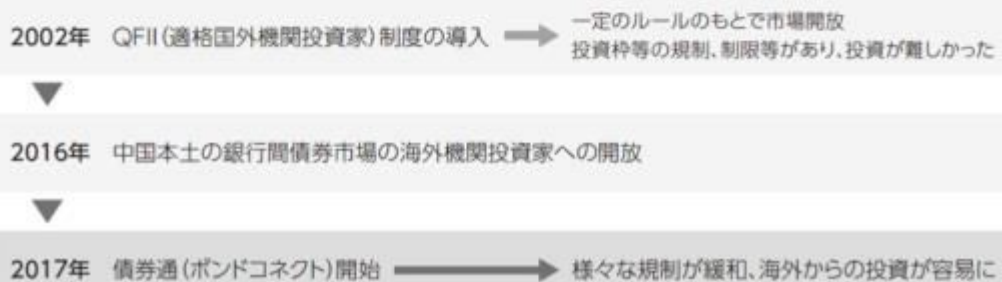 2002年 QFII(適格国外機関投資家)制度の導入
一定のルールのもとで市場開放
投資枠等の規制、制限等があり、投資が難しかった
2016年 中国本土の銀行間債券市場の海外機関投資家への開放
2017年 債券通(ボンドコネクト)開始
様々な規制が緩和、海外からの投資が容易に